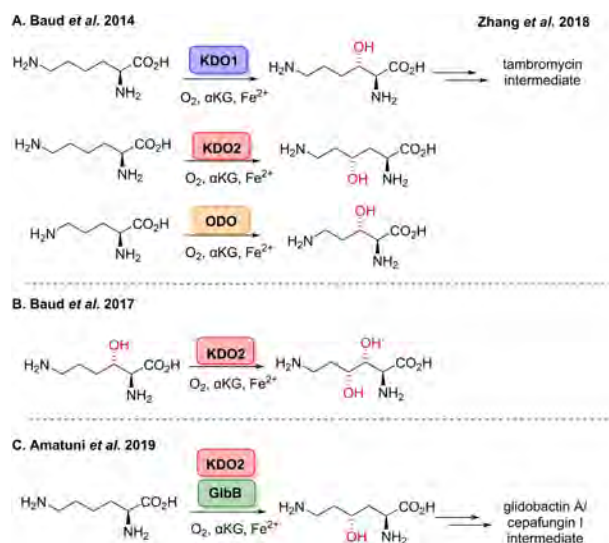 A. Baud et al. 2014 Zhang et al. 2018
OH
H2N CO2H KDO1 H2N CO2H tambromycin
NH2 O2, αKG, Fe2+ NH2 intermediate
H2N CO2H KDO2 H2N CO2H
NH2 O2, αKG, Fe2+ OH NH2
OH
H2N CO2H ODO H2N CO2H
NH2 O2, αKG, Fe2+ NH2
B. Baud et al. 2017
OH OH
H2N CO2H KDO2 H2N CO2H
NH2 O2, αKG, Fe2+ OH NH2
C. Amatuni et al. 2019
KDO2
H2N CO2H GlbB H2N CO2H glidobactin A/
NH2 O2, αKG, Fe2+ OH NH2 cepafungin I
intermediate